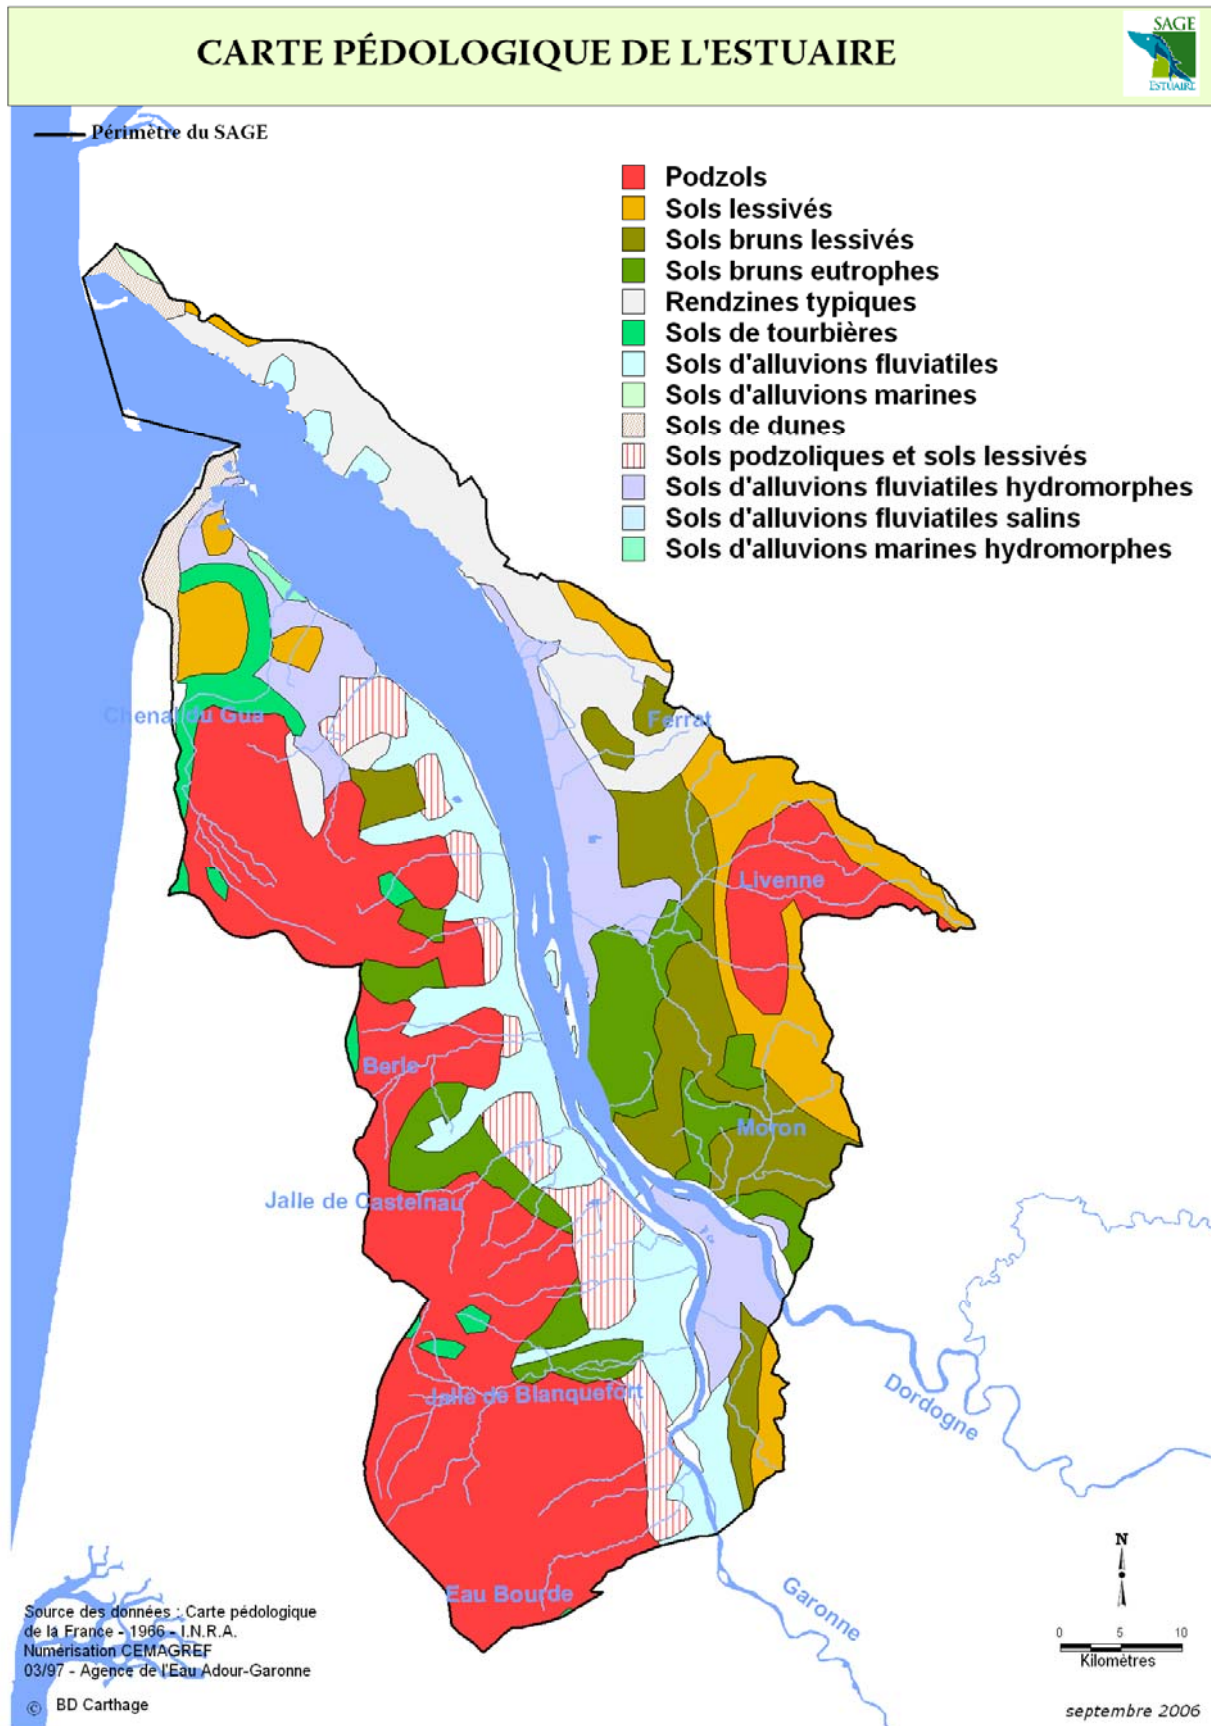 CARTE PÉDOLOGIQUE DE L'ESTUAIRE
SAGE
ESTUAIRE
Périmètre du SAGE
Podzols
Sols lessivés
Sols bruns lessivés
Sols bruns eutrophes
Rendzines typiques
Sols de tourbières
Sols d'alluvions fluviatiles
Sols d'alluvions marines
Sols de dunes
Sols podzoliques et sols lessivés
Sols d'alluvions fluviatiles hydromorphes
Sols d'alluvions fluviatiles salins
Sols d'alluvions marines hydromorphes
Chenal du Gua
Ferrat
Livenne
Berle
Moron
Jalle de Castelnau
Jalle de Blanquefort
Dordogne
Eau Bourde
Garonne
N
0 5 10
Kilomètres
Source des données : Carte pédologique
de la France - 1966 - I.N.R.A.
Numérisation CEMAGREF
03/97 - Agence de l'Eau Adour-Garonne
© BD Carthage
septembre 2006